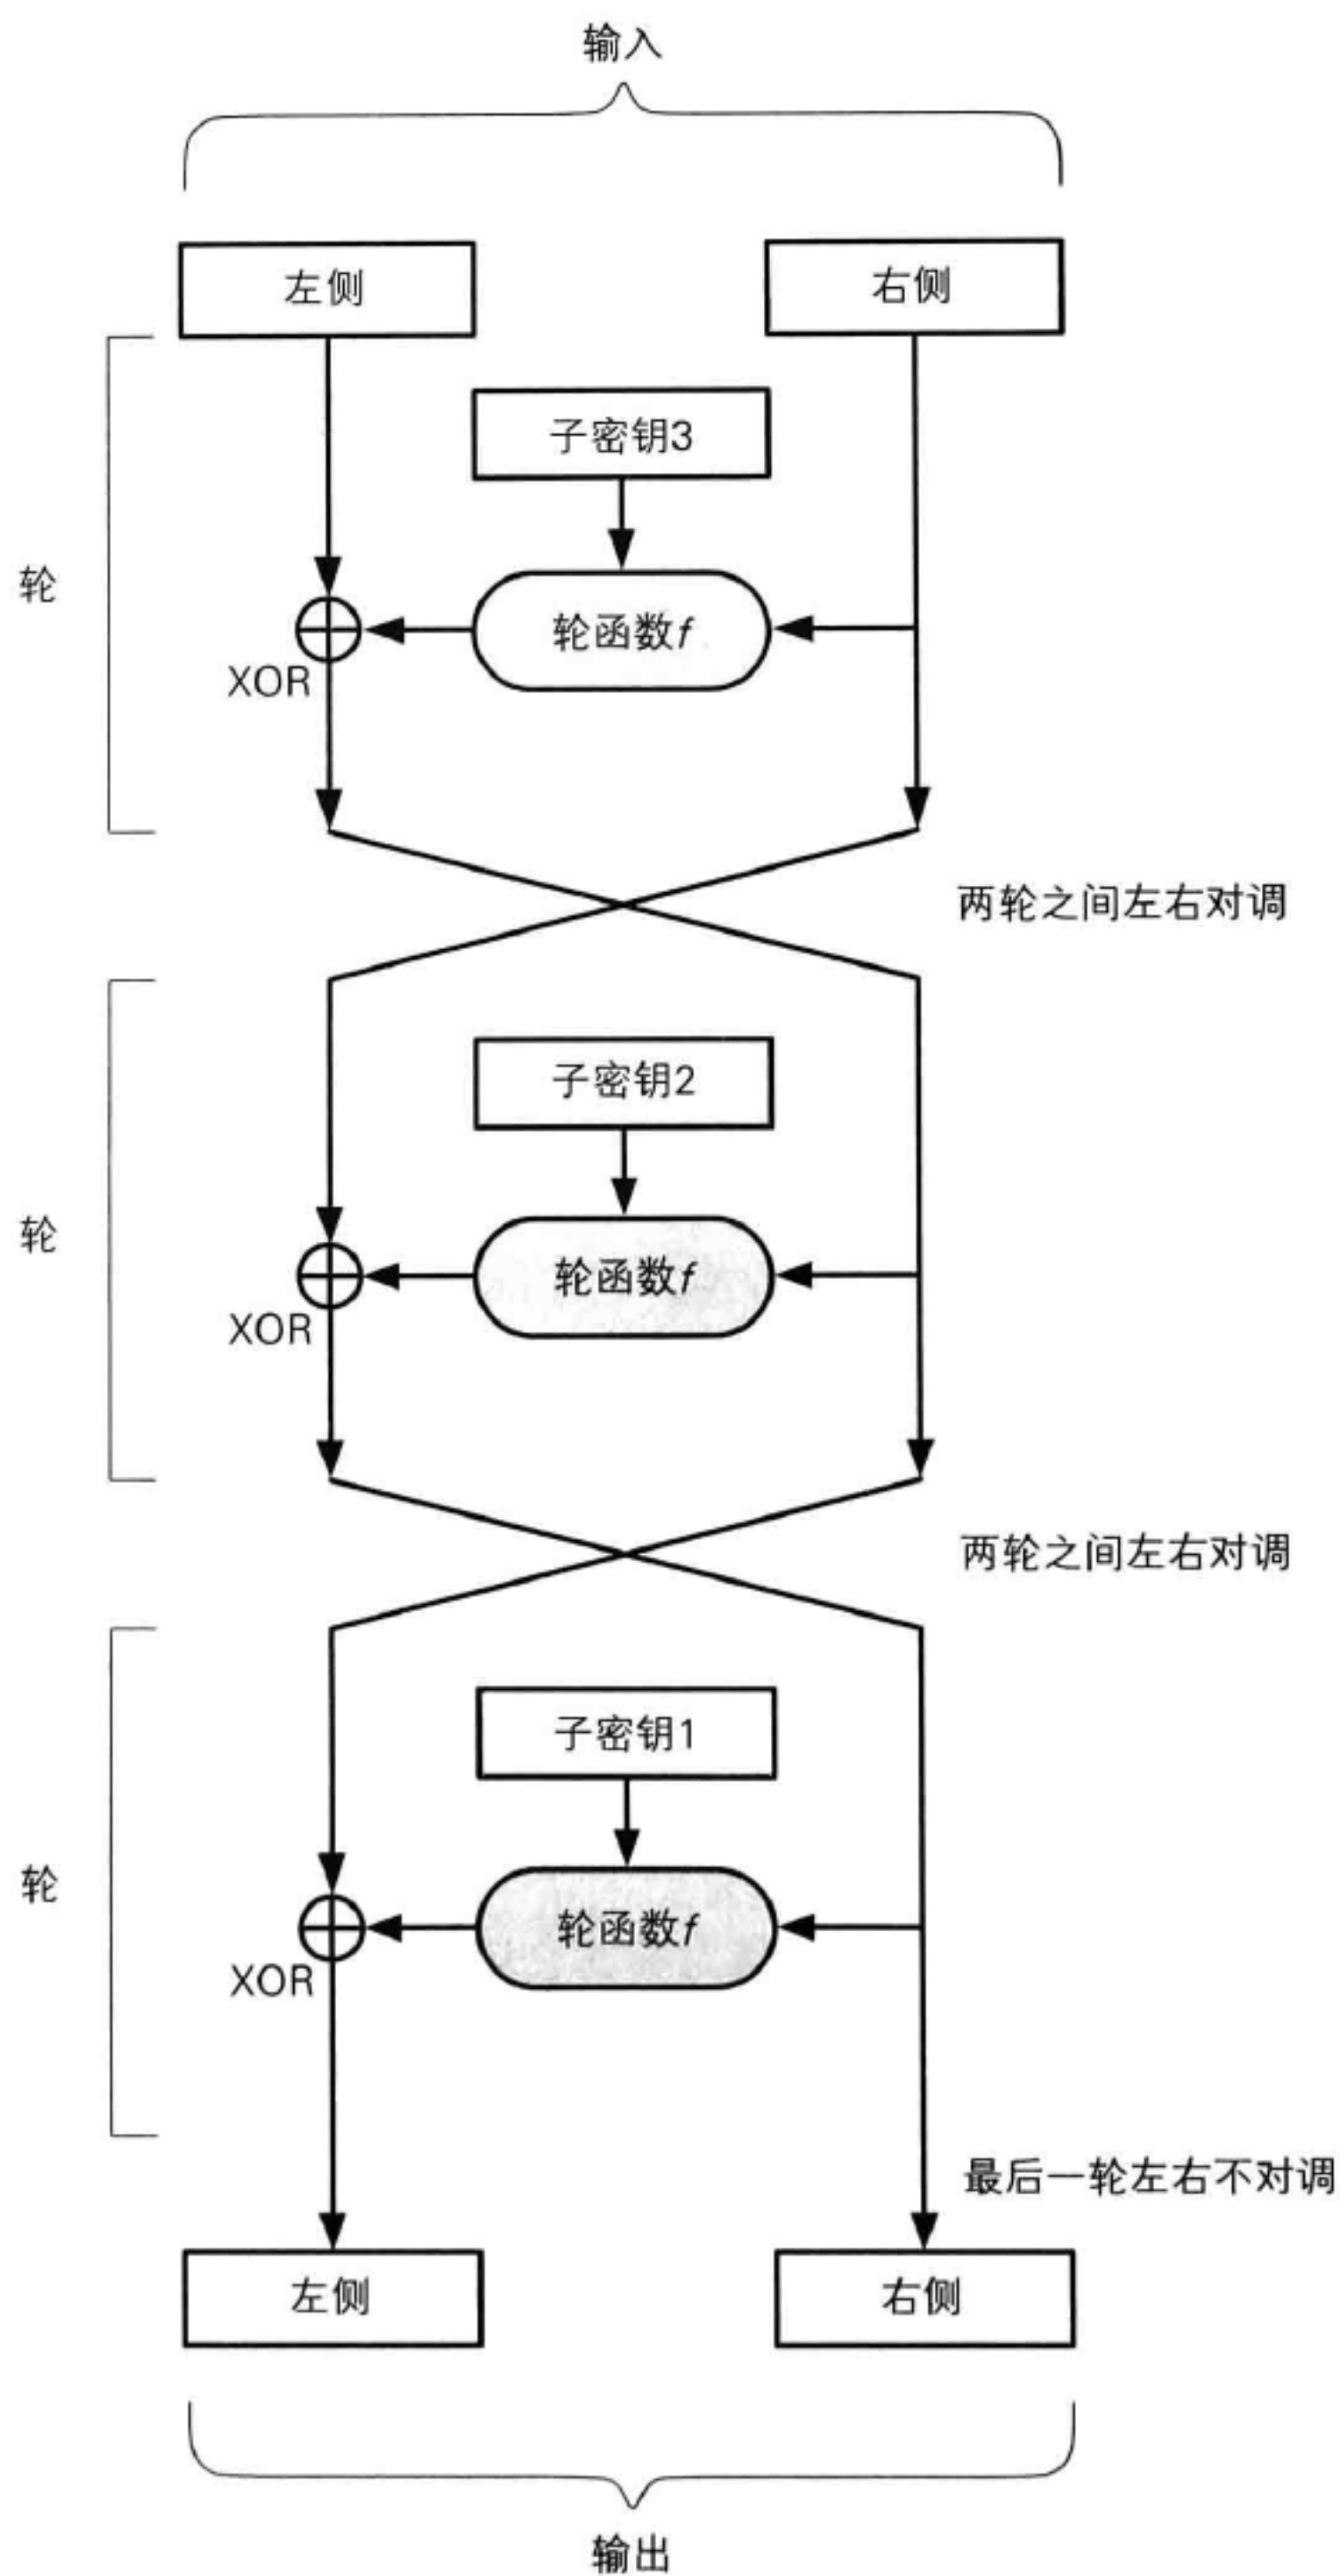 输入
左侧
右侧
子密钥3
轮
轮函数f
XOR
两轮之间左右对调
子密钥2
轮
轮函数f
XOR
两轮之间左右对调
子密钥1
轮
轮函数f
XOR
最后一轮左右不对调
左侧
右侧
输出